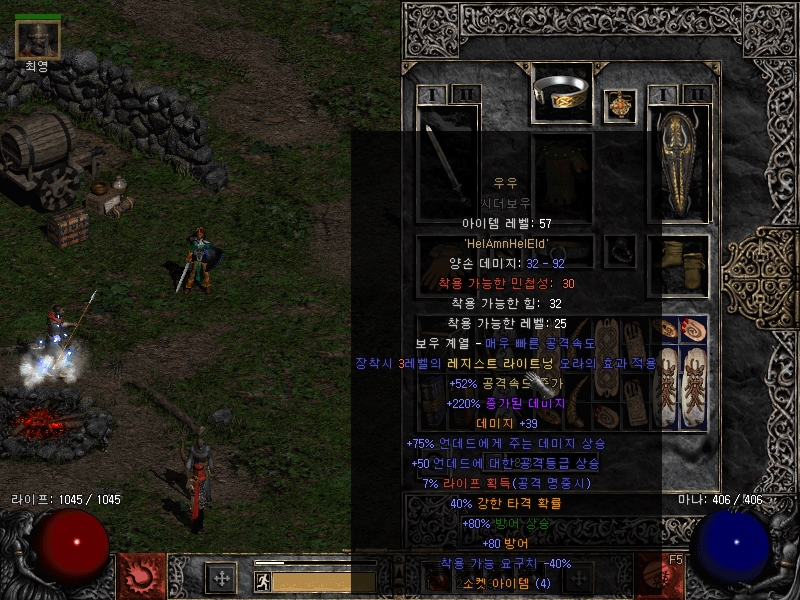 최영
I II
I II
우우
시더보우
아이템 레벨: 57
'HelAmnHelEld'
양손 데미지: 32 - 92
착용 가능한 민첩성: 30
착용 가능한 힘: 32
착용 가능한 레벨: 25
보우 계열 - 매우 빠른 공격속도
장착시 3레벨의 레지스트 라이트닝 오라의 효과 적용
+52% 공격속도 증가
+220% 증가된 데미지
데미지 +39
+75% 언데드에게 주는 데미지 상승
+50 언데드에 대한 공격등급 상승
7% 라이프 획득(공격 명중시)
40% 강한 타격 확률
+80% 방어 상승
+80 방어
착용 가능 요구치 -40%
소켓 아이템 (4)
라이프: 1045 / 1045
마나: 406 / 406
F5